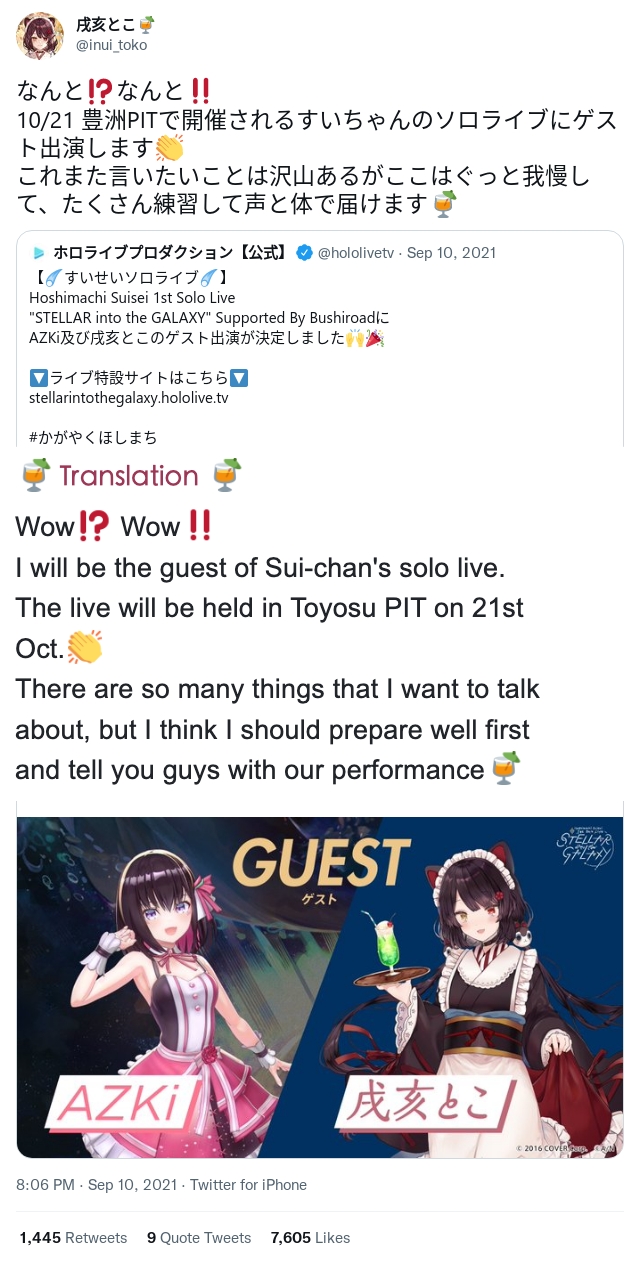 戌亥とこ🍹
@inui_toko
なんと⁉️なんと‼️
10/21 豊洲PITで開催されるすいちゃんのソロライブにゲス
ト出演します👏
これまた言いたいことは沢山あるがここはぐっと我慢し
て、たくさん練習して声と体で届けます🍹
ホロライブプロダクション【公式】 @hololivetv · Sep 10, 2021
【☄️すいせいソロライブ☄️】
Hoshimachi Suisei 1st Solo Live
"STELLAR into the GALAXY" Supported By Bushiroadに
AZKi及び戌亥とこのゲスト出演が決定しました🙌🎉
🔽ライブ特設サイトはこちら🔽
stellarintothegalaxy.hololive.tv
#かがやくほしまち
🍹 Translation 🍹
Wow⁉️ Wow‼️
I will be the guest of Sui-chan's solo live.
The live will be held in Toyosu PIT on 21st
Oct.👏
There are so many things that I want to talk
about, but I think I should prepare well first
and tell you guys with our performance🍹
GUEST
ゲスト
STELLAR
into the
GALAXY
AZKi
戌亥とこ
© 2016 COVER Corp. ©A/N
8:06 PM · Sep 10, 2021 · Twitter for iPhone
1,445 Retweets 9 Quote Tweets 7,605 Likes